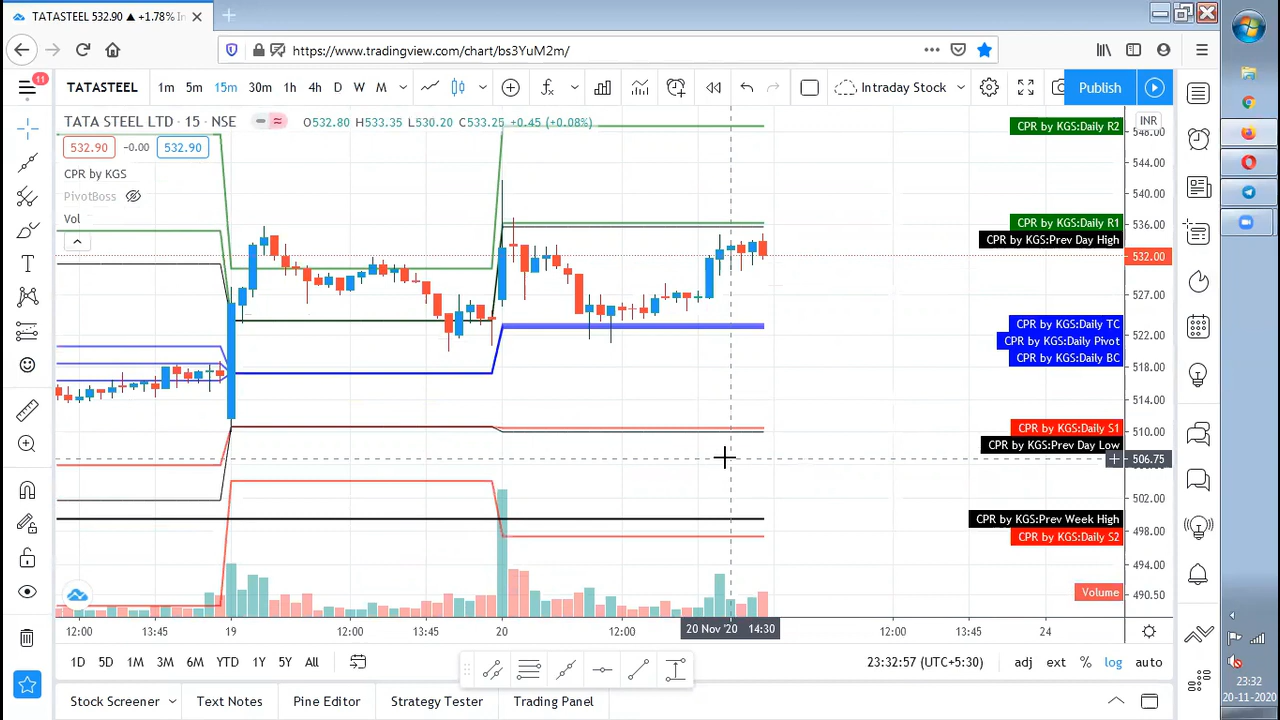 TATASTEEL 532.90 ▲ +1.78% In
https://www.tradingview.com/chart/bs3YuM2m/
11
TATASTEEL 1m 5m 15m 30m 1h 4h D W M Intraday Stock Publish
TATA STEEL LTD · 15 · NSE O532.80 H533.35 L530.20 C533.25 +0.45 (+0.08%)
532.90 -0.00 532.90
CPR by KGS
PivotBoss
Vol
INR
CPR by KGS:Daily R2
548.00
544.00
540.00
CPR by KGS:Daily R1
536.00
CPR by KGS:Prev Day High
532.00
527.00
CPR by KGS:Daily TC
522.00
CPR by KGS:Daily Pivot
CPR by KGS:Daily BC
518.00
514.00
CPR by KGS:Daily S1
510.00
CPR by KGS:Prev Day Low
506.75
502.00
CPR by KGS:Prev Week High
498.00
CPR by KGS:Daily S2
494.00
Volume
490.50
12:00 13:45 19 12:00 13:45 20 12:00 20 Nov '20 14:30 12:00 13:45 24
1D 5D 1M 3M 6M YTD 1Y 5Y All 23:32:57 (UTC+5:30) adj ext % log auto
Stock Screener Text Notes Pine Editor Strategy Tester Trading Panel
23:32
20-11-2020